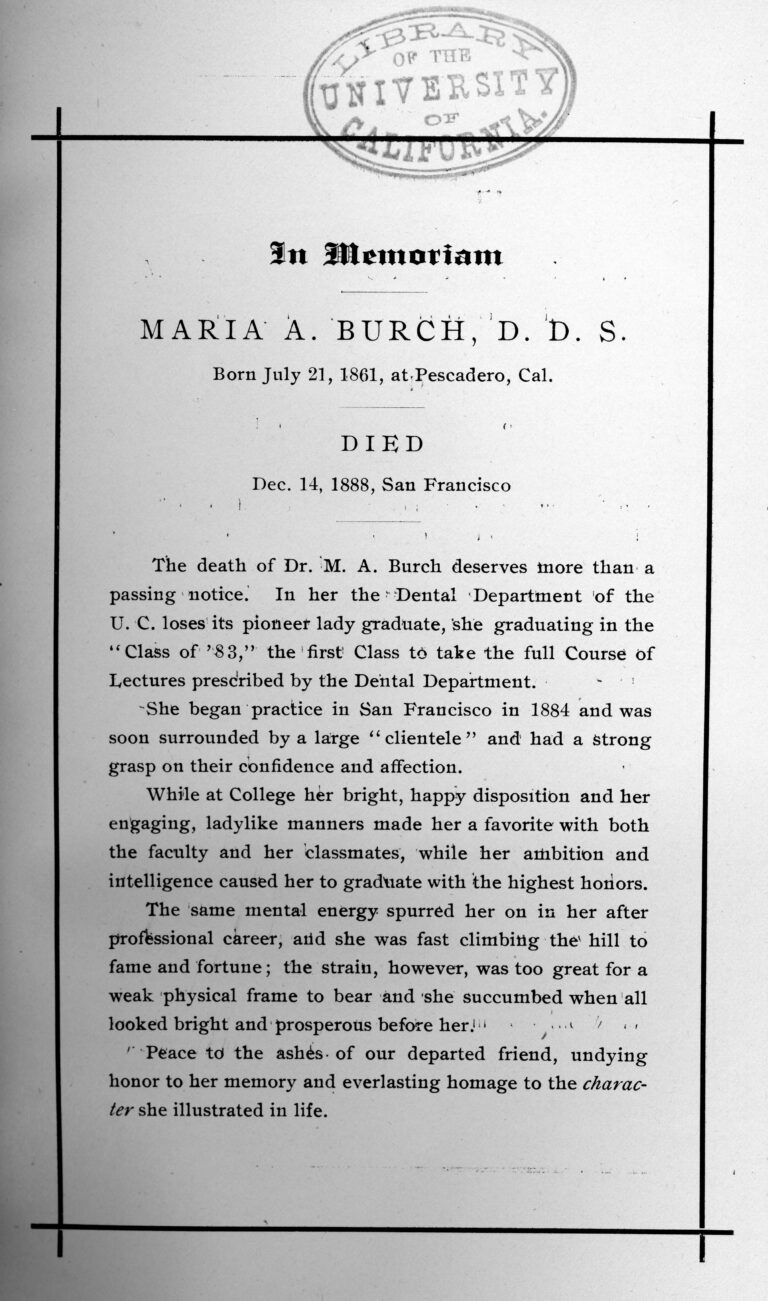 LIBRARY
OF THE
UNIVERSITY
OF
CALIFORNIA.
In Memoriam
MARIA A. BURCH, D. D. S.
Born July 21, 1861, at Pescadero, Cal.
DIED
Dec. 14, 1888, San Francisco
The death of Dr. M. A. Burch deserves more than a
passing notice. In her the Dental Department of the
U. C. loses its pioneer lady graduate, she graduating in the
“Class of ’83,” the first Class to take the full Course of
Lectures prescribed by the Dental Department.
She began practice in San Francisco in 1884 and was
soon surrounded by a large “clientele” and had a strong
grasp on their confidence and affection.
While at College her bright, happy disposition and her
engaging, ladylike manners made her a favorite with both
the faculty and her classmates, while her ambition and
intelligence caused her to graduate with the highest honors.
The same mental energy spurred her on in her after
professional career, and she was fast climbing the hill to
fame and fortune; the strain, however, was too great for a
weak physical frame to bear and she succumbed when all
looked bright and prosperous before her.
Peace to the ashes of our departed friend, undying
honor to her memory and everlasting homage to the charac-
ter she illustrated in life.